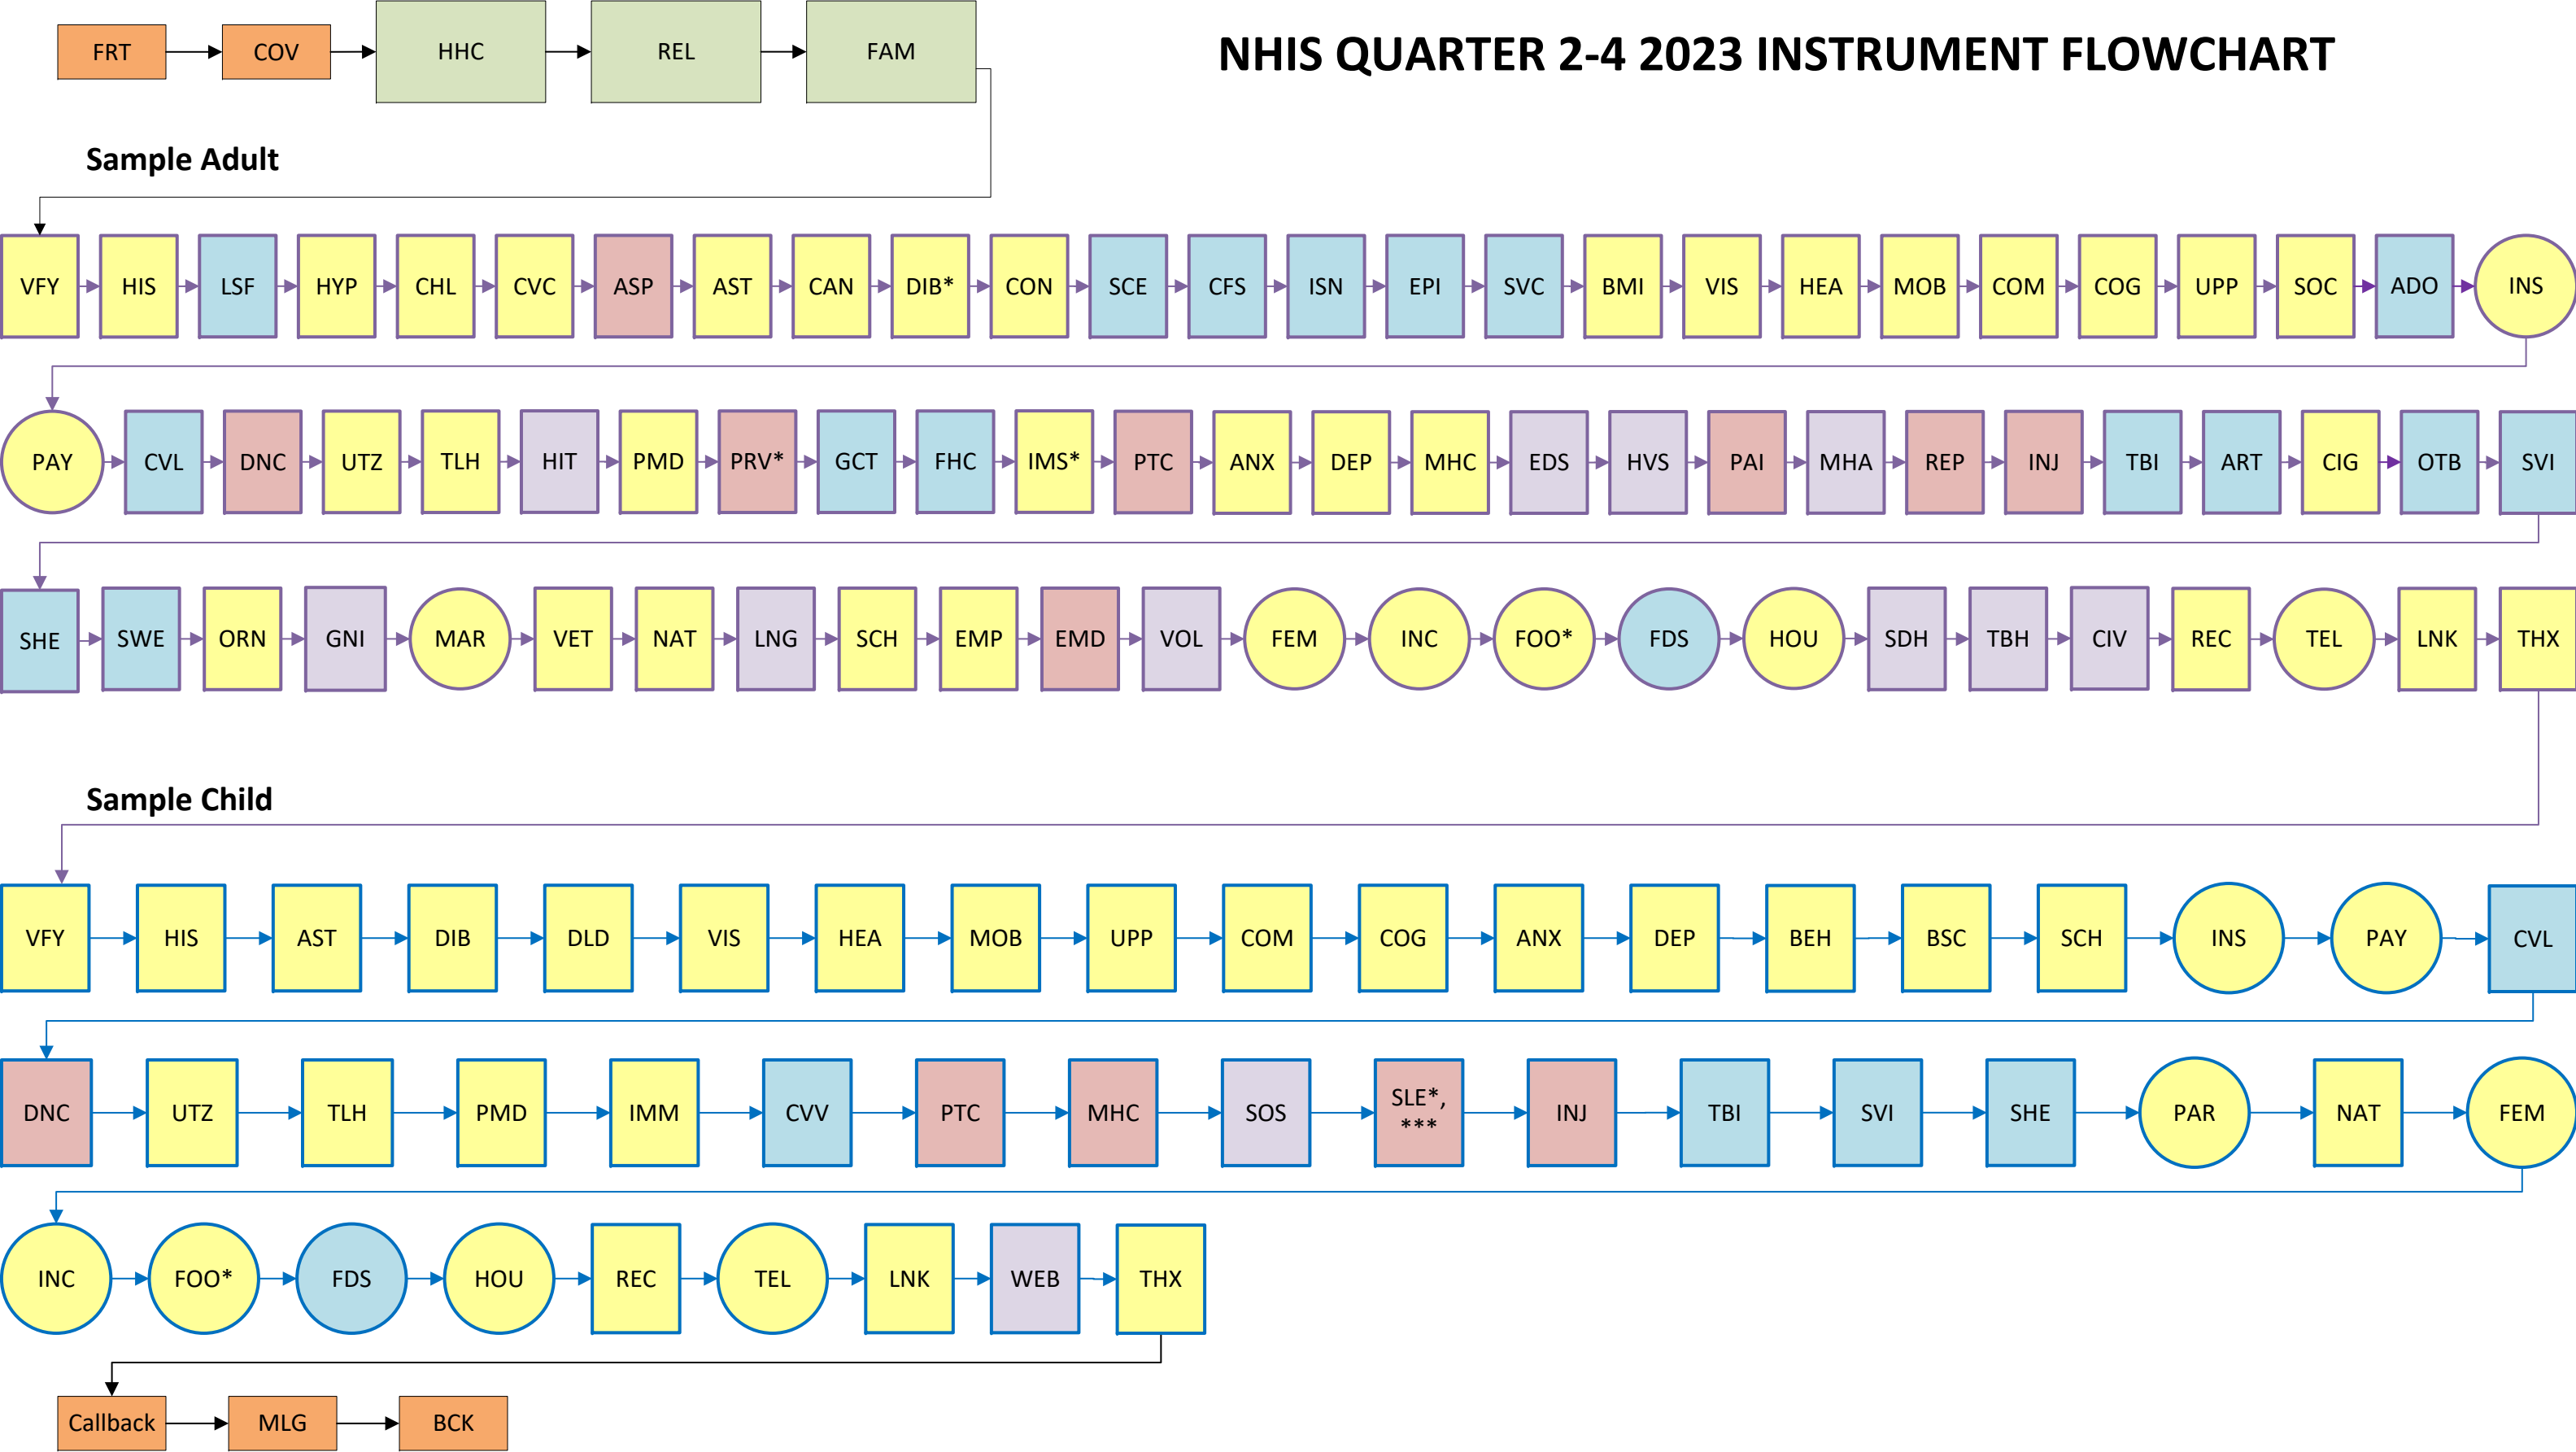 FRT COV HHC REL FAM
NHIS QUARTER 2-4 2023 INSTRUMENT FLOWCHART
Sample Adult
VFY HIS LSF HYP CHL CVC ASP AST CAN DIB* CON SCE CFS ISN EPI SVC BMI VIS HEA MOB COM COG UPP SOC ADO INS
PAY CVL DNC UTZ TLH HIT PMD PRV* GCT FHC IMS* PTC ANX DEP MHC EDS HVS PAI MHA REP INJ TBI ART CIG OTB SVI
SHE SWE ORN GNI MAR VET NAT LNG SCH EMP EMD VOL FEM INC FOO* FDS HOU SDH TBH CIV REC TEL LNK THX
Sample Child
VFY HIS AST DIB DLD VIS HEA MOB UPP COM COG ANX DEP BEH BSC SCH INS PAY CVL
DNC UTZ TLH PMD IMM CVV PTC MHC SOS SLE*, *** INJ TBI SVI SHE PAR NAT FEM
INC FOO* FDS HOU REC TEL LNK WEB THX
Callback MLG BCK